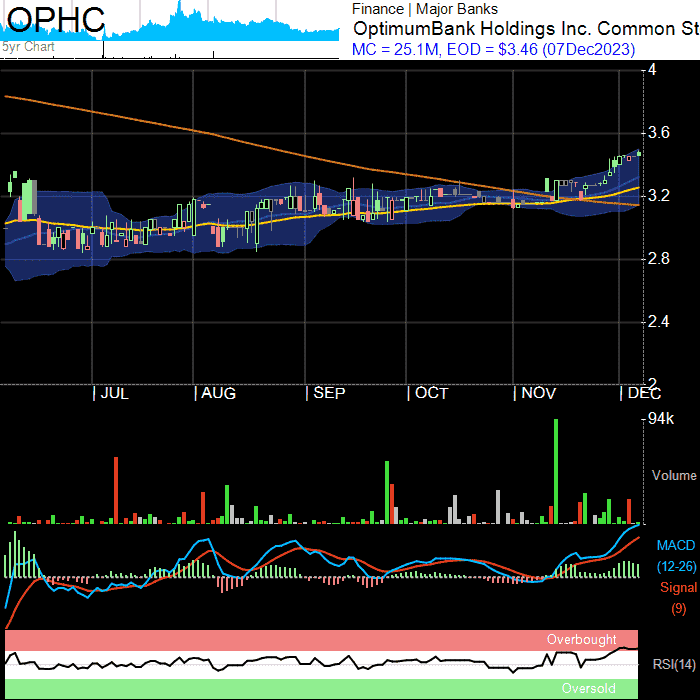 OPHC
5yr Chart
Finance | Major Banks
OptimumBank Holdings Inc. Common St
MC = 25.1M, EOD = $3.46 (07Dec2023)
4
3.6
3.2
2.8
2.4
2
JUL AUG SEP OCT NOV DEC
94k
Volume
MACD
(12-26)
Signal
(9)
Overbought
RSI(14)
Oversold